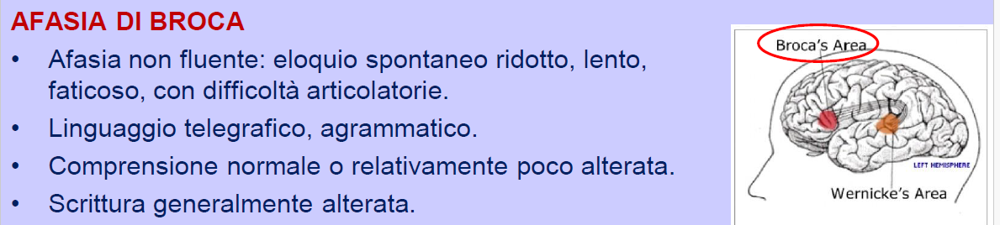 AFASIA DI BROCA
• Afasia non fluente: eloquio spontaneo ridotto, lento,
faticoso, con difficoltà articolatorie.
• Linguaggio telegrafico, agrammatico.
• Comprensione normale o relativamente poco alterata.
• Scrittura generalmente alterata.
Broca's Area
LEFT HEMISPHERE
Wernicke's Area